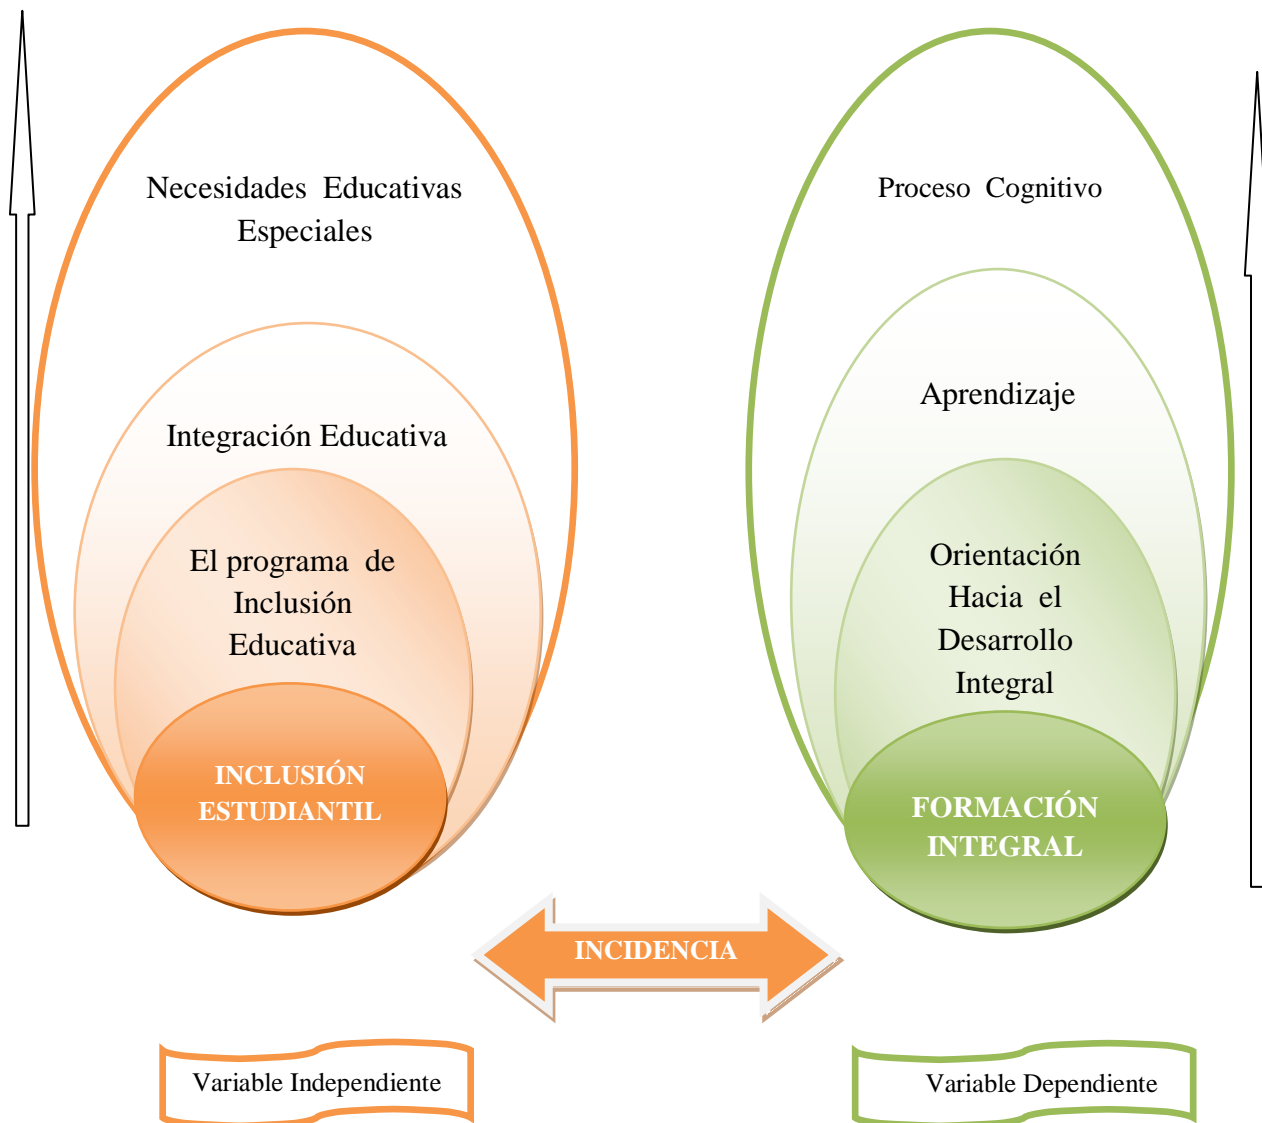 Necesidades Educativas
Especiales
Integración Educativa
El programa de
Inclusión
Educativa
INCLUSIÓN
ESTUDIANTIL
Proceso Cognitivo
Aprendizaje
Orientación
Hacia el
Desarrollo
Integral
FORMACIÓN
INTEGRAL
INCIDENCIA
Variable Independiente
Variable Dependiente